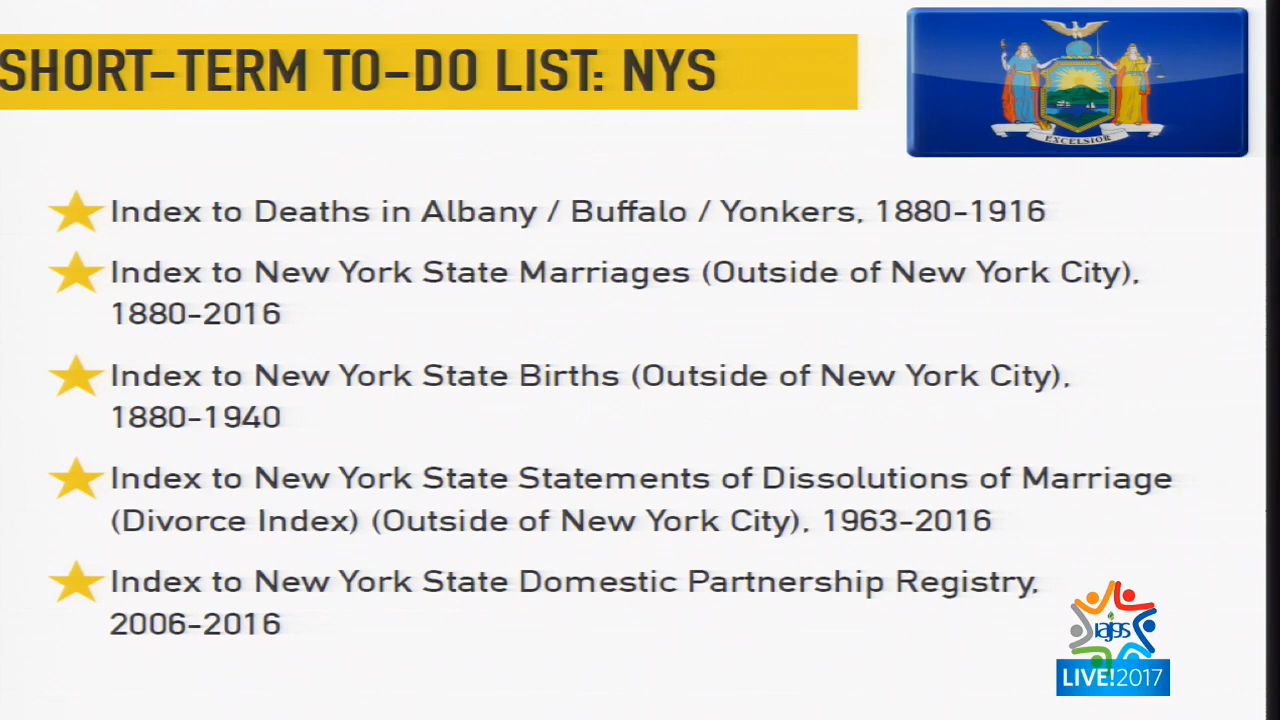 SHORT-TERM TO-DO LIST: NYS
EXCELSIOR
Index to Deaths in Albany / Buffalo / Yonkers, 1880-1916
Index to New York State Marriages (Outside of New York City),
1880-2016
Index to New York State Births (Outside of New York City),
1880-1940
Index to New York State Statements of Dissolutions of Marriage
(Divorce Index) (Outside of New York City), 1963-2016
Index to New York State Domestic Partnership Registry,
2006-2016
iajgs
LIVE!2017